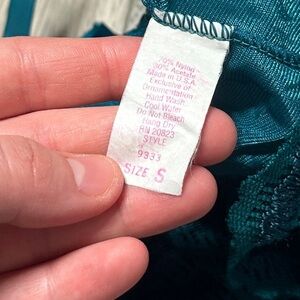 70% Nylon
30% Acetate
Made in U.S.A.
Exclusive of
Ornamentation
Hand Wash
Cool Water
Do Not Bleach
Hang Dry
RN 20823
STYLE
9333
SIZE S